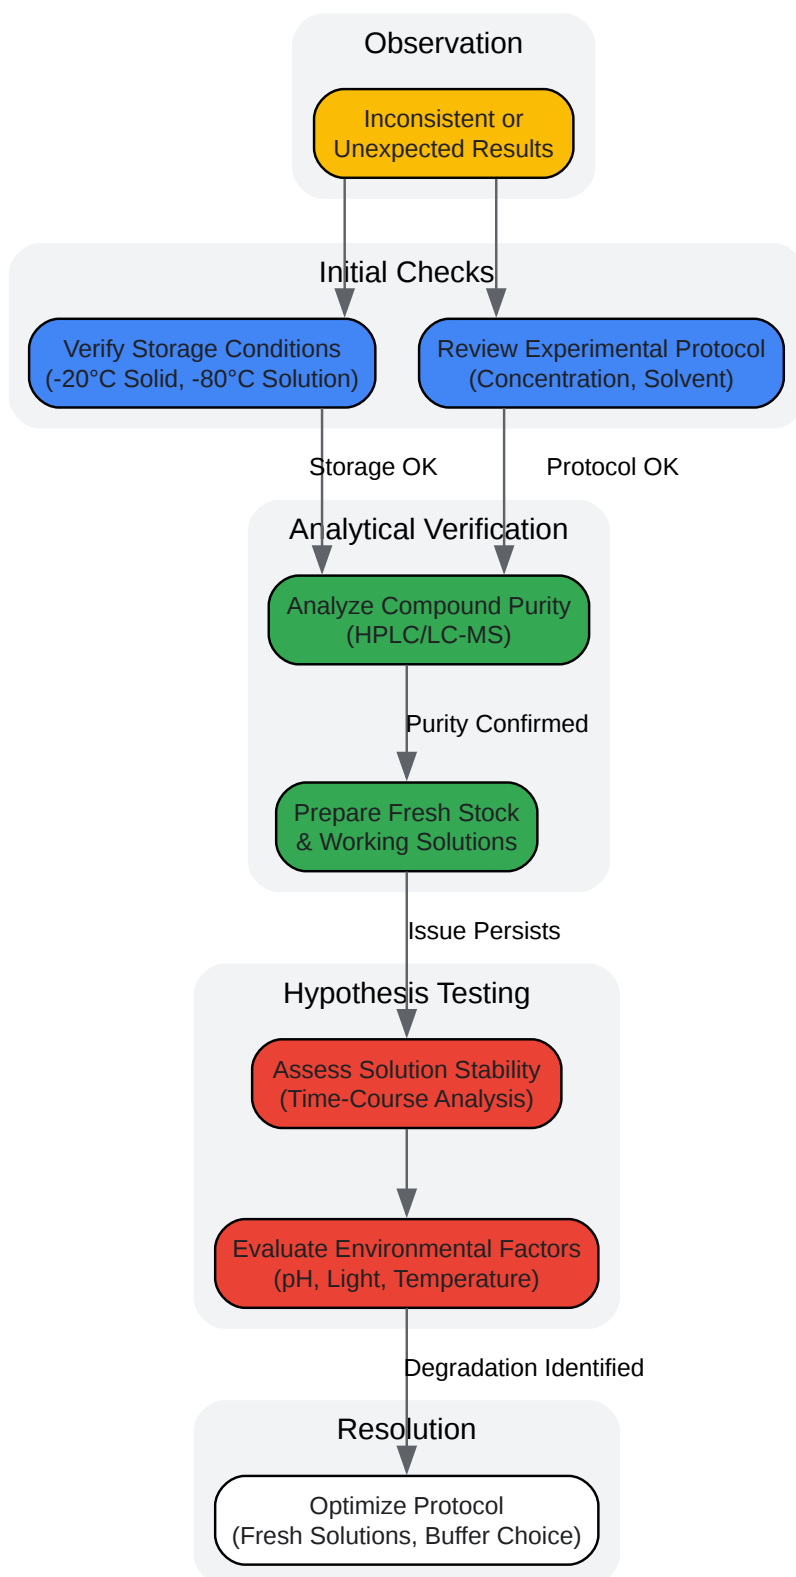 Observation
Inconsistent or
Unexpected Results
Initial Checks
Verify Storage Conditions
(-20°C Solid, -80°C Solution)
Review Experimental Protocol
(Concentration, Solvent)
Storage OK
Protocol OK
Analytical Verification
Analyze Compound Purity
(HPLC/LC-MS)
Purity Confirmed
Prepare Fresh Stock
& Working Solutions
Issue Persists
Hypothesis Testing
Assess Solution Stability
(Time-Course Analysis)
Evaluate Environmental Factors
(pH, Light, Temperature)
Degradation Identified
Resolution
Optimize Protocol
(Fresh Solutions, Buffer Choice)